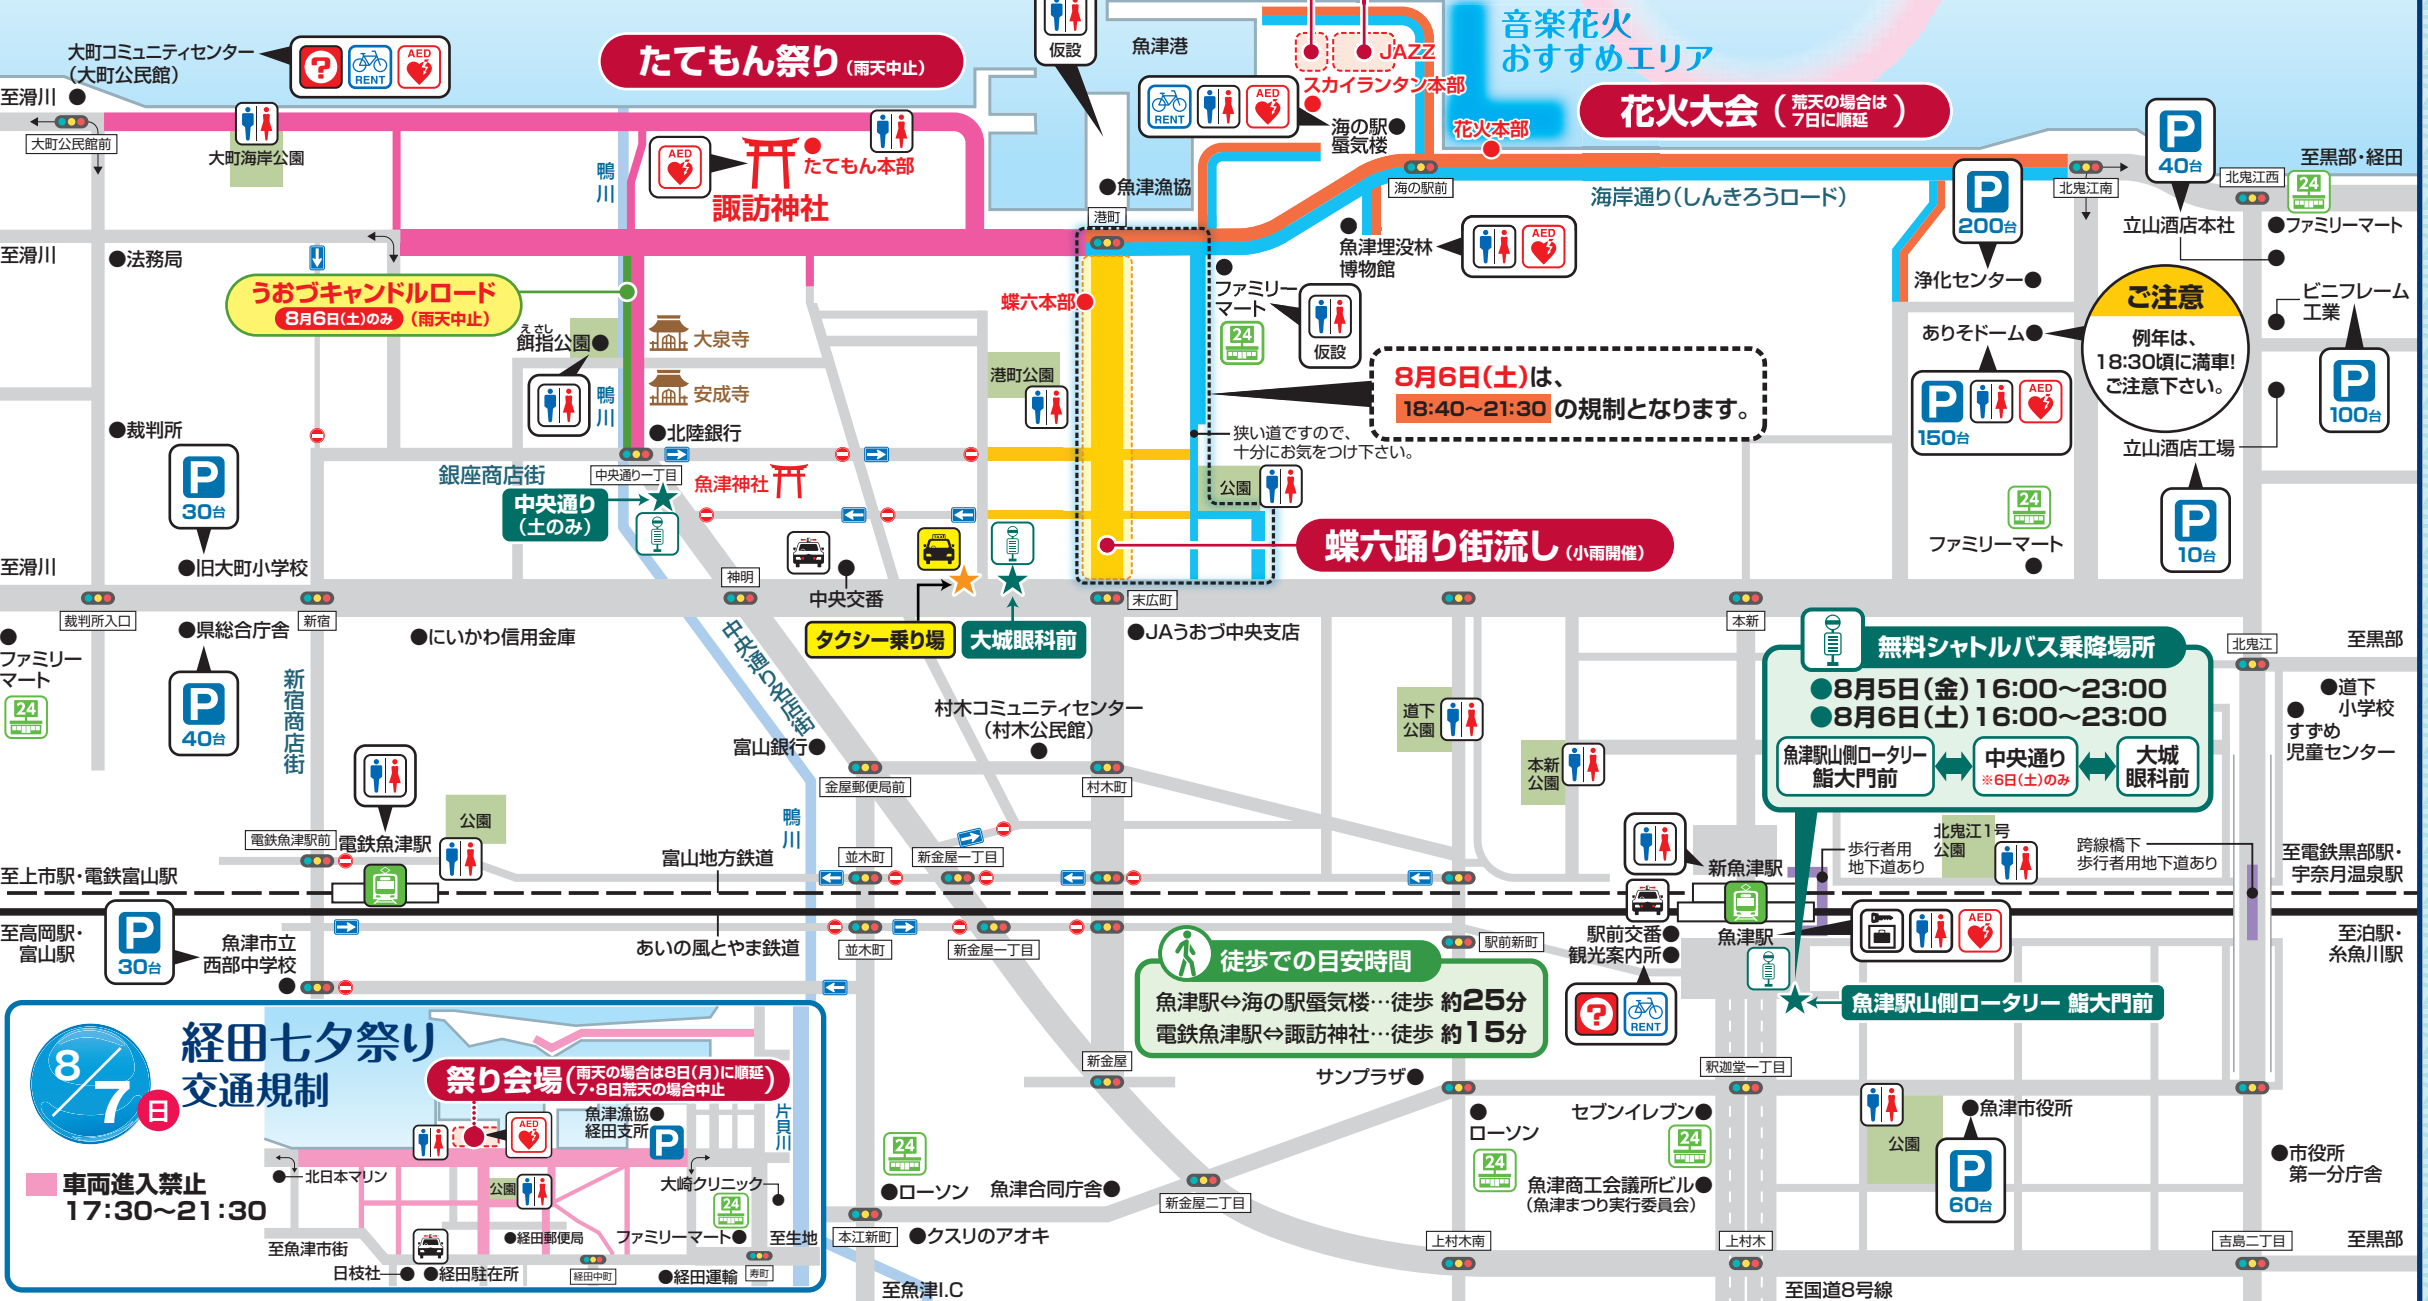 大町コミュニティセンター
（大町公民館）
?
RENT
AED
たてもん祭り（雨天中止）
仮設
魚津港
JAZZ
スカイランタン本部
音楽花火
おすすめエリア
RENT
AED
海の駅
蜃気楼
花火本部
花火大会（荒天の場合は
7日に順延）
P
40台
至滑川
大町公民館前
大町海岸公園
鴨川
AED
たてもん本部
諏訪神社
魚津漁協
港町
海の駅前
海岸通り（しんきろうロード）
P
200台
北鬼江南
北鬼江西
至黒部・経田
24
ファミリーマート
立山酒店本社
至滑川
法務局
うおづキャンドルロード
8月6日（土）のみ（雨天中止）
えさし
餌指公園
大泉寺
安成寺
鴨川
蝶六本部
港町公園
ファミリー
マート
24
仮設
魚津埋没林
博物館
AED
浄化センター
ありそドーム
P
150台
AED
ご注意
例年は、
18:30頃に満車!
ご注意下さい。
ビニフレーム
工業
P
100台
立山酒店工場
P
10台
8月6日（土）は、
18:40～21:30の規制となります。
狭い道ですので、
十分にお気をつけ下さい。
公園
裁判所
P
30台
旧大町小学校
北陸銀行
銀座商店街
中央通り一丁目
中央通り
（土のみ）
魚津神社
中央交番
TAXI
蝶六踊り街流し（小雨開催）
24
ファミリーマート
至滑川
裁判所入口
新宿
神明
末広町
本新
タクシー乗り場
大城眼科前
JAうおづ中央支店
県総合庁舎
にいかわ信用金庫
ファミリー
マート
24
P
40台
新宿商店街
中央通り名店街
富山銀行
村木コミュニティセンター
（村木公民館）
道下
公園
本新
公園
無料シャトルバス乗降場所
●8月5日（金）16:00～23:00
●8月6日（土）16:00～23:00
魚津駅山側ロータリー
鮨大門前
中央通り
※6日（土）のみ
大城
眼科前
北鬼江
至黒部
道下
小学校
すずめ
児童センター
金屋郵便局前
村木町
鴨川
電鉄魚津駅前
電鉄魚津駅
公園
富山地方鉄道
並木町
新金屋一丁目
新魚津駅
歩行者用
地下道あり
北鬼江1号
公園
跨線橋下
歩行者用地下道あり
至電鉄黒部駅・
宇奈月温泉駅
至上市駅・電鉄富山駅
至高岡駅・
富山駅
P
30台
魚津市立
西部中学校
あいの風とやま鉄道
並木町
新金屋一丁目
徒歩での目安時間
魚津駅⇔海の駅蜃気楼…徒歩 約25分
電鉄魚津駅⇔諏訪神社…徒歩 約15分
駅前新町
駅前交番
観光案内所
魚津駅
AED
?
RENT
魚津駅山側ロータリー 鮨大門前
至泊駅・
糸魚川駅
8/7
日
経田七夕祭り
交通規制
車両進入禁止
17:30～21:30
祭り会場（雨天の場合は8日（月）に順延
7・8日荒天の場合中止）
AED
魚津漁協
経田支所
P
片貝川
北日本マリン
公園
大崎クリニック
24
ファミリーマート
経田郵便局
至魚津市街
至生地
日枝社
経田駐在所
経田中町
経田運輸
寿町
新金屋
サンプラザ
釈迦堂一丁目
24
ローソン
魚津合同庁舎
新金屋二丁目
本江新町
クスリのアオキ
ローソン
24
セブンイレブン
24
魚津商工会議所ビル
（魚津まつり実行委員会）
公園
魚津市役所
P
60台
市役所
第一分庁舎
上村木南
上村木
吉島二丁目
至黒部
至魚津I.C
至国道8号線